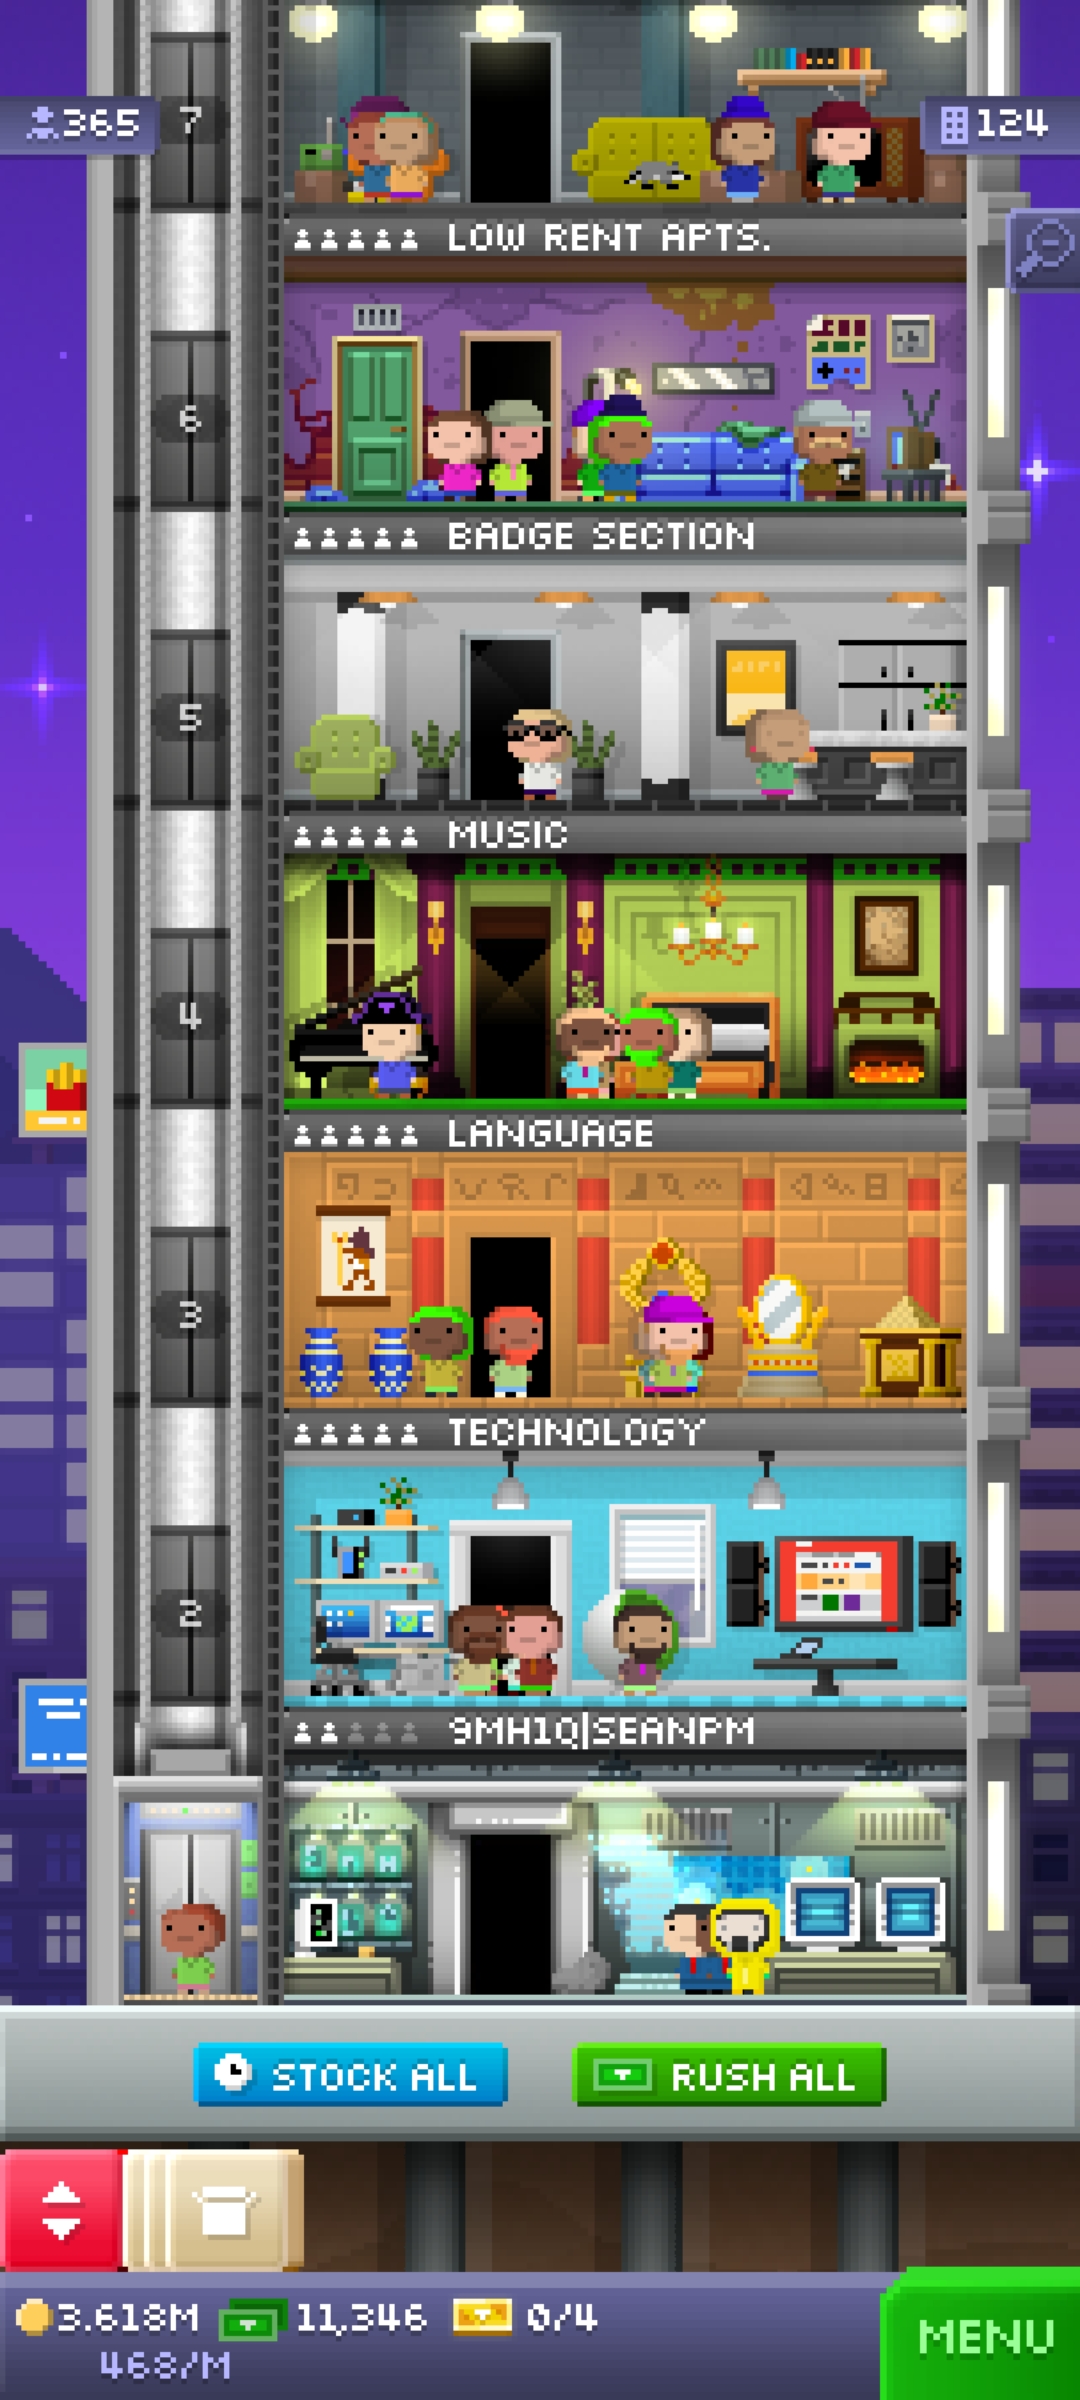 7
365
124
LOW RENT APTS.
6
BADGE SECTION
5
MUSIC
4
LANGUAGE
3
TECHNOLOGY
2
9MH1Q|SEANPM
STOCK ALL
RUSH ALL
3.618M
11,346
0/4
468/M
MENU